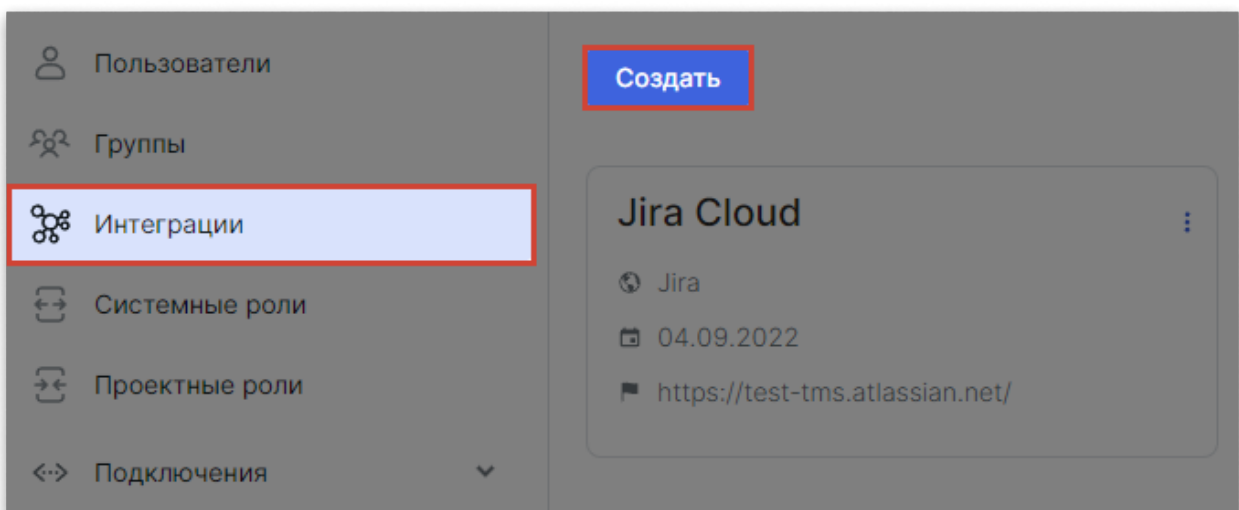 Пользователи
Группы
Интеграции
Системные роли
Проектные роли
Подключения
Создать
Jira Cloud
Jira
04.09.2022
https://test-tms.atlassian.net/